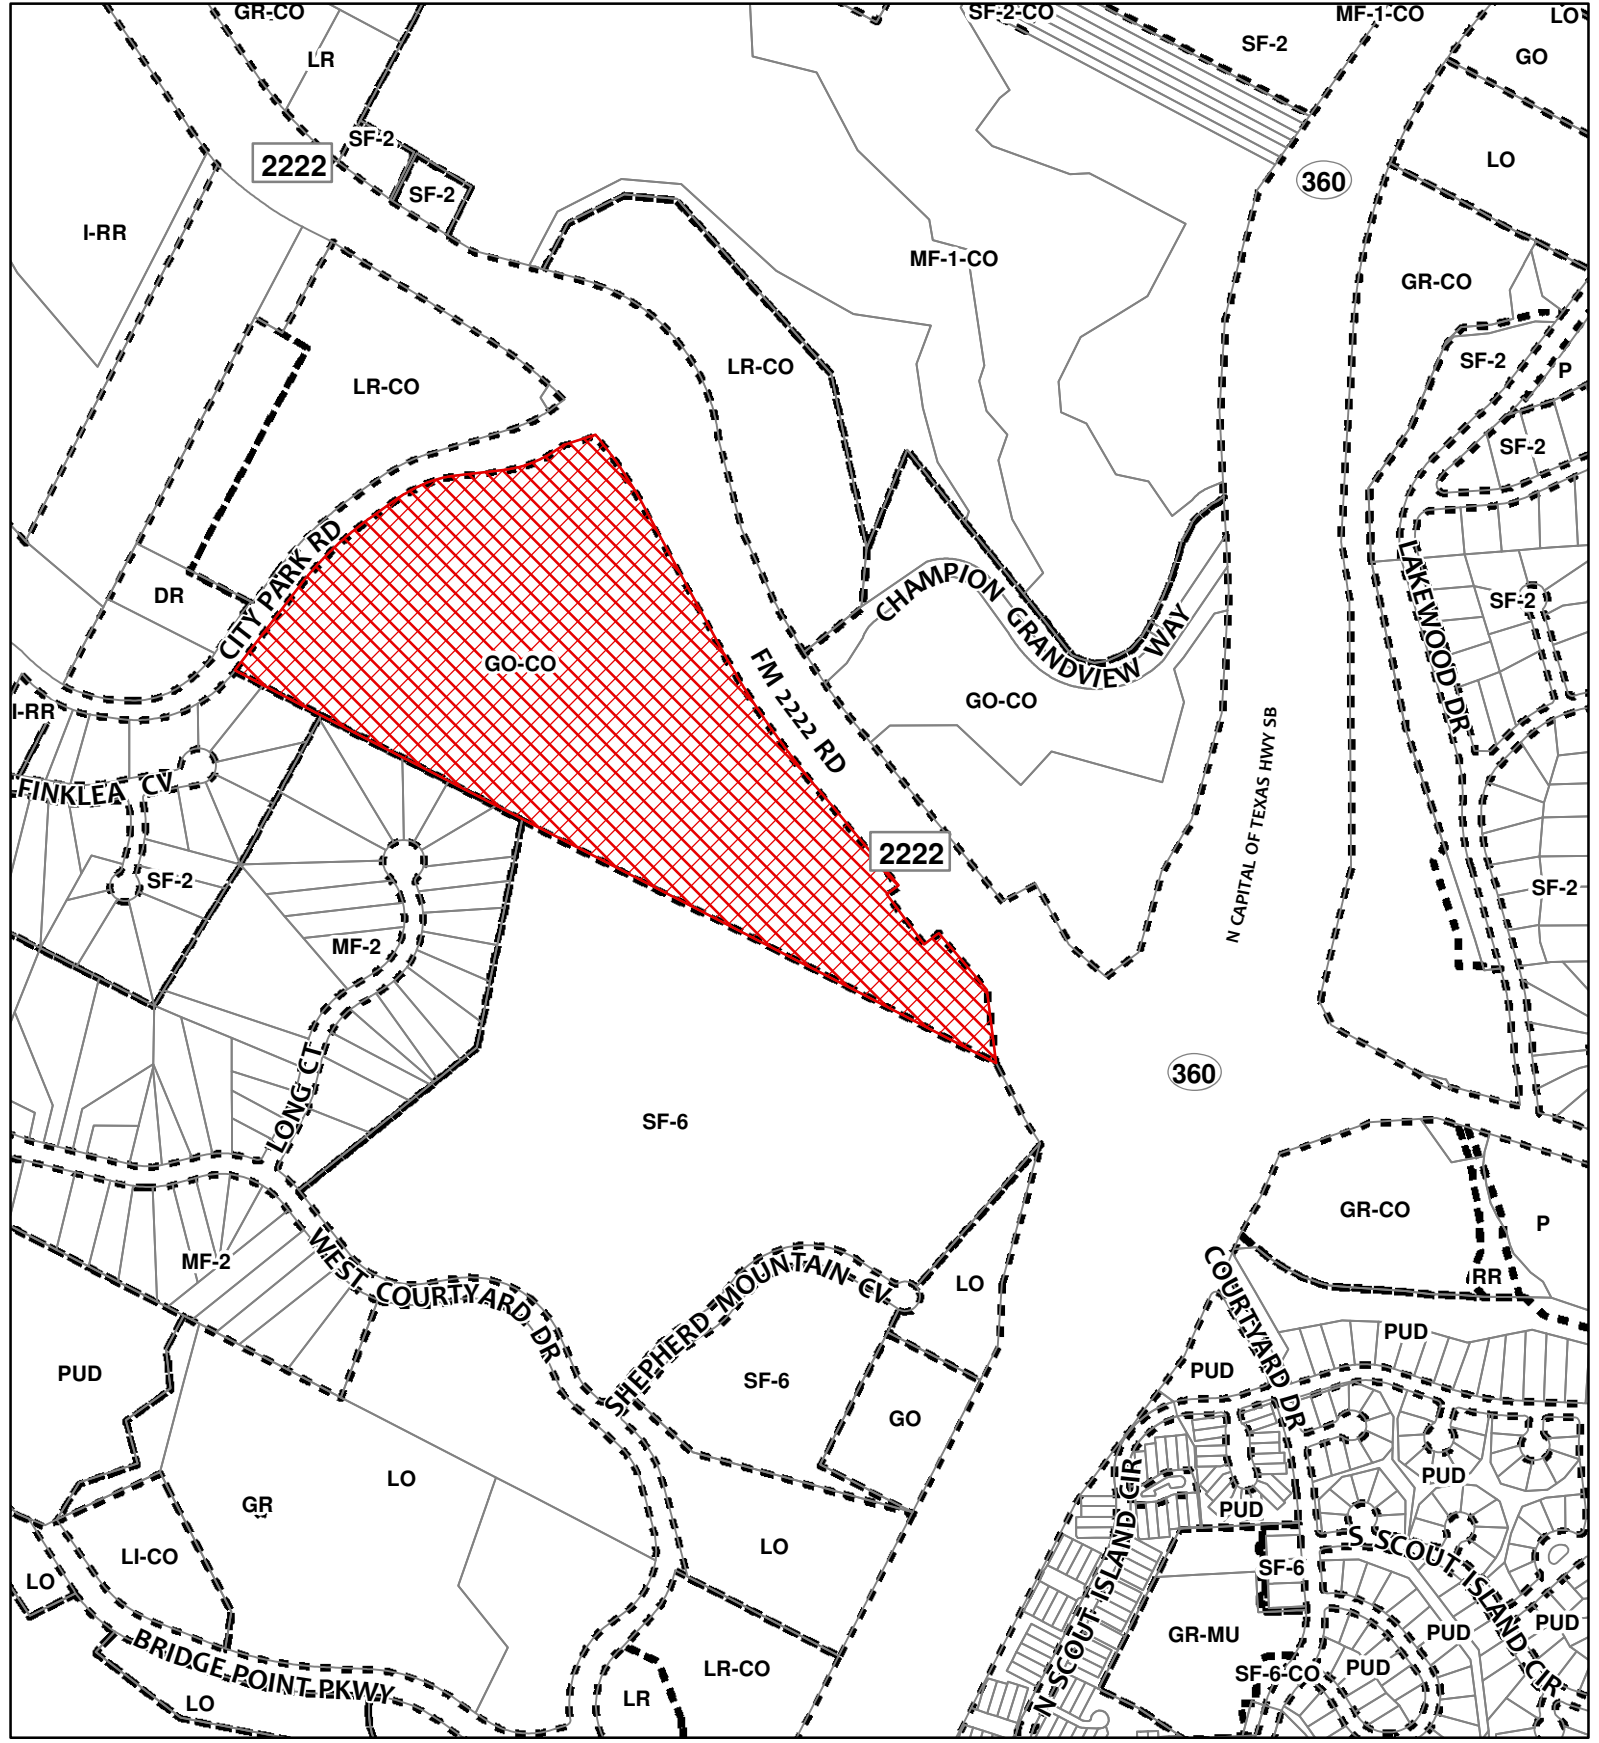 GR-CO
SF-2-CO
MF-1-CO
LO
LR
SF-2
GO
SF-2
2222
SF-2
LO
360
I-RR
MF-1-CO
GR-CO
LR-CO
LR-CO
SF-2
P
SF-2
CITY PARK RD
LAKEWOOD DR
DR
CHAMPION GRANDVIEW WAY
SF-2
GO-CO
FM 2222 RD
GO-CO
I-RR
N CAPITAL OF TEXAS HWY SB
FINKLEA CV
2222
SF-2
SF-2
MF-2
360
LONG CT
SF-6
GR-CO
P
MF-2
WEST COURTYARD DR
SHEPHERD MOUNTAIN CV
LO
RR
COURTYARD DR
PUD
PUD
PUD
SF-6
GO
LO
PUD
GR
PUD
N SCOUT ISLAND CIR
S SCOUT ISLAND CIR
LI-CO
LO
SF-6
LO
PUD
PUD
GR-MU
BRIDGE POINT PKWY
LR-CO
SF-6-CO
PUD
LO
LR